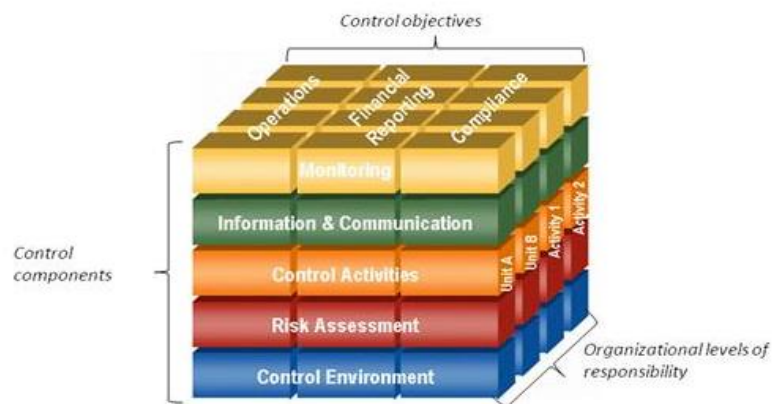 Control objectives
Operations
Financial
Reporting
Compliance
Monitoring
Information & Communication
Control Activities
Risk Assessment
Control Environment
Unit A
Unit B
Activity 1
Activity 2
Control
components
Organizational levels of
responsibility